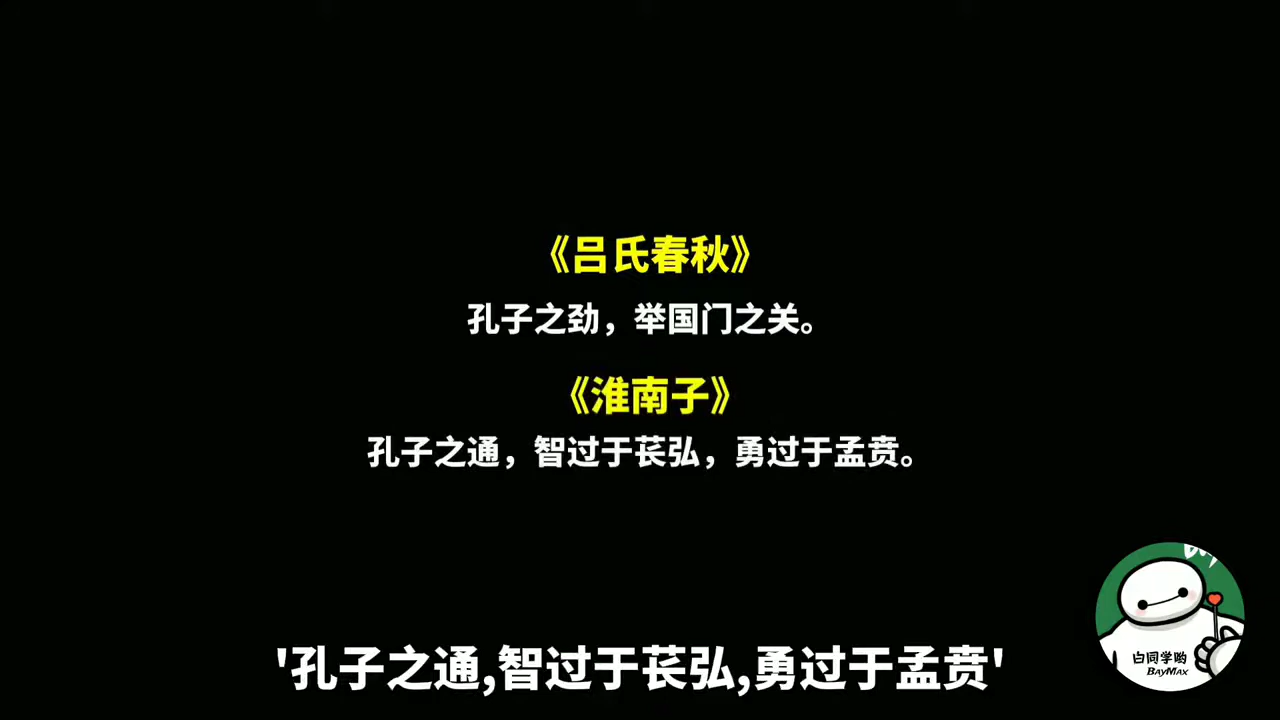 《吕氏春秋》
孔子之劲，举国门之关。
《淮南子》
孔子之通，智过于苌弘，勇过于孟贲。
'孔子之通,智过于苌弘,勇过于孟贲'
白同学哟
BAYMAX